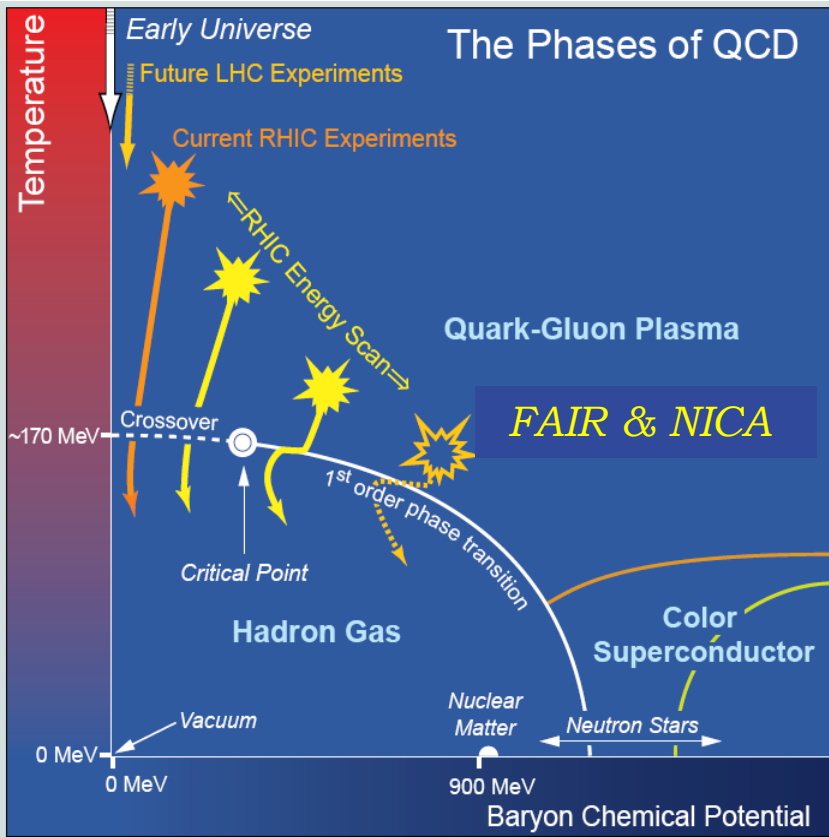 Early Universe
The Phases of QCD
Temperature
Future LHC Experiments
Current RHIC Experiments
RHIC Energy Scan
Quark-Gluon Plasma
FAIR & NICA
Crossover
~170 MeV
1st order phase transition
Critical Point
Hadron Gas
Color
Superconductor
Nuclear
Matter
Vacuum
Neutron Stars
0 MeV
0 MeV
900 MeV
Baryon Chemical Potential